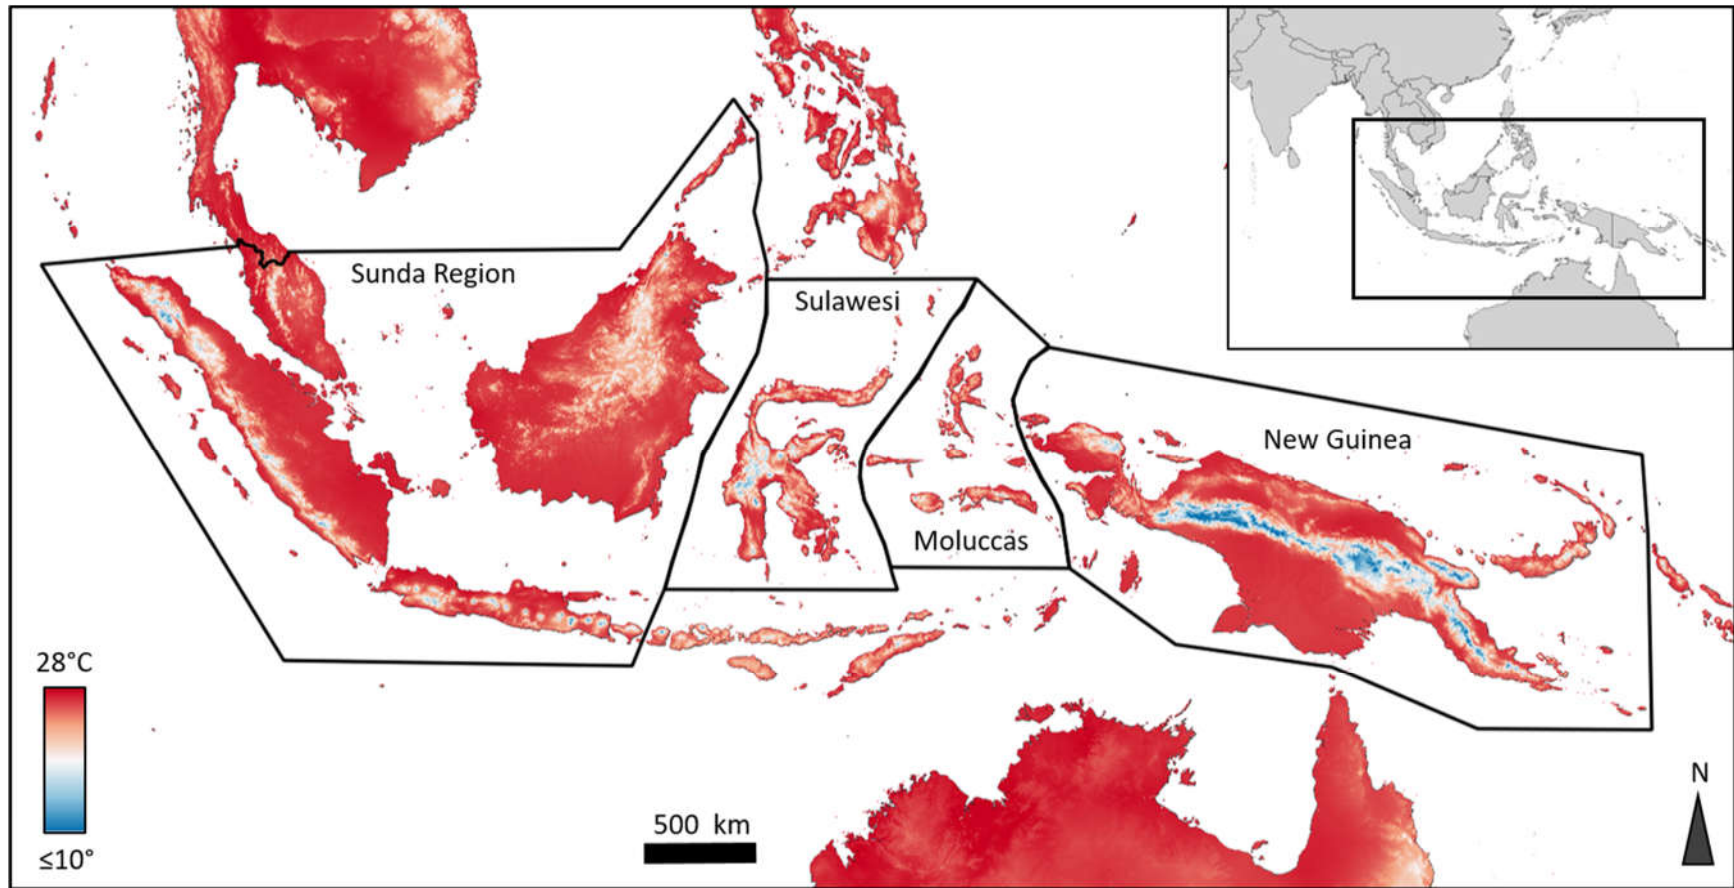 Sunda Region
Sulawesi
New Guinea
Moluccas
28°C
≤10°
500 km
N